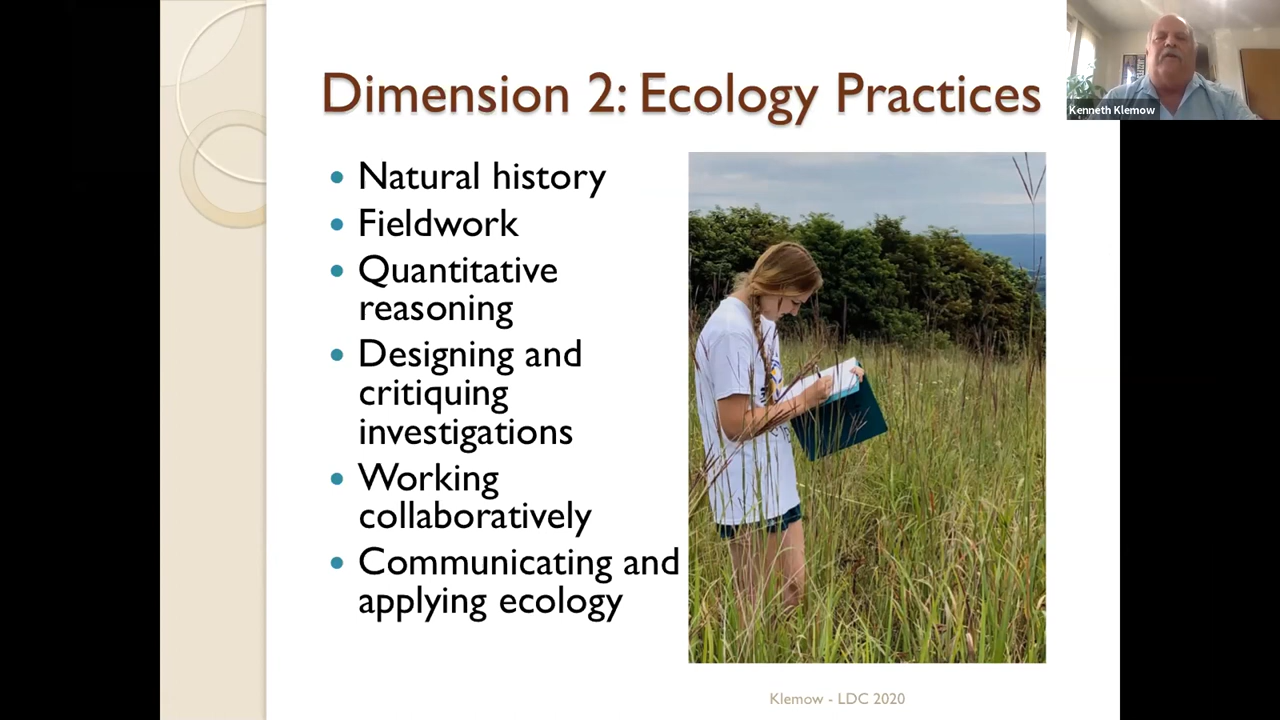 Dimension 2: Ecology Practices
Kenneth Klemow
• Natural history
• Fieldwork
• Quantitative
reasoning
• Designing and
critiquing
investigations
• Working
collaboratively
• Communicating and
applying ecology
Klemow - LDC 2020